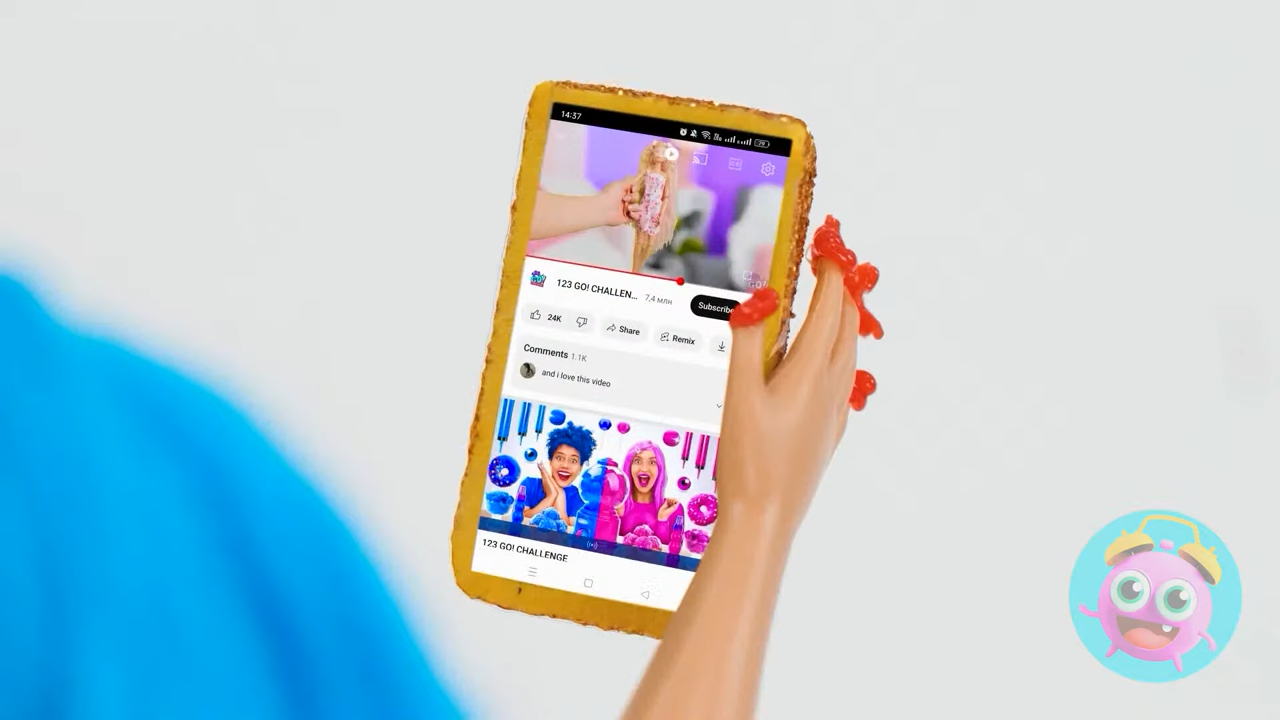 14:37
GO!
123 GO! CHALLEN...
7,4 млн
Subscribe
24K
Share
Remix
Comments 1.1K
and i love this video
123 GO! CHALLENGE